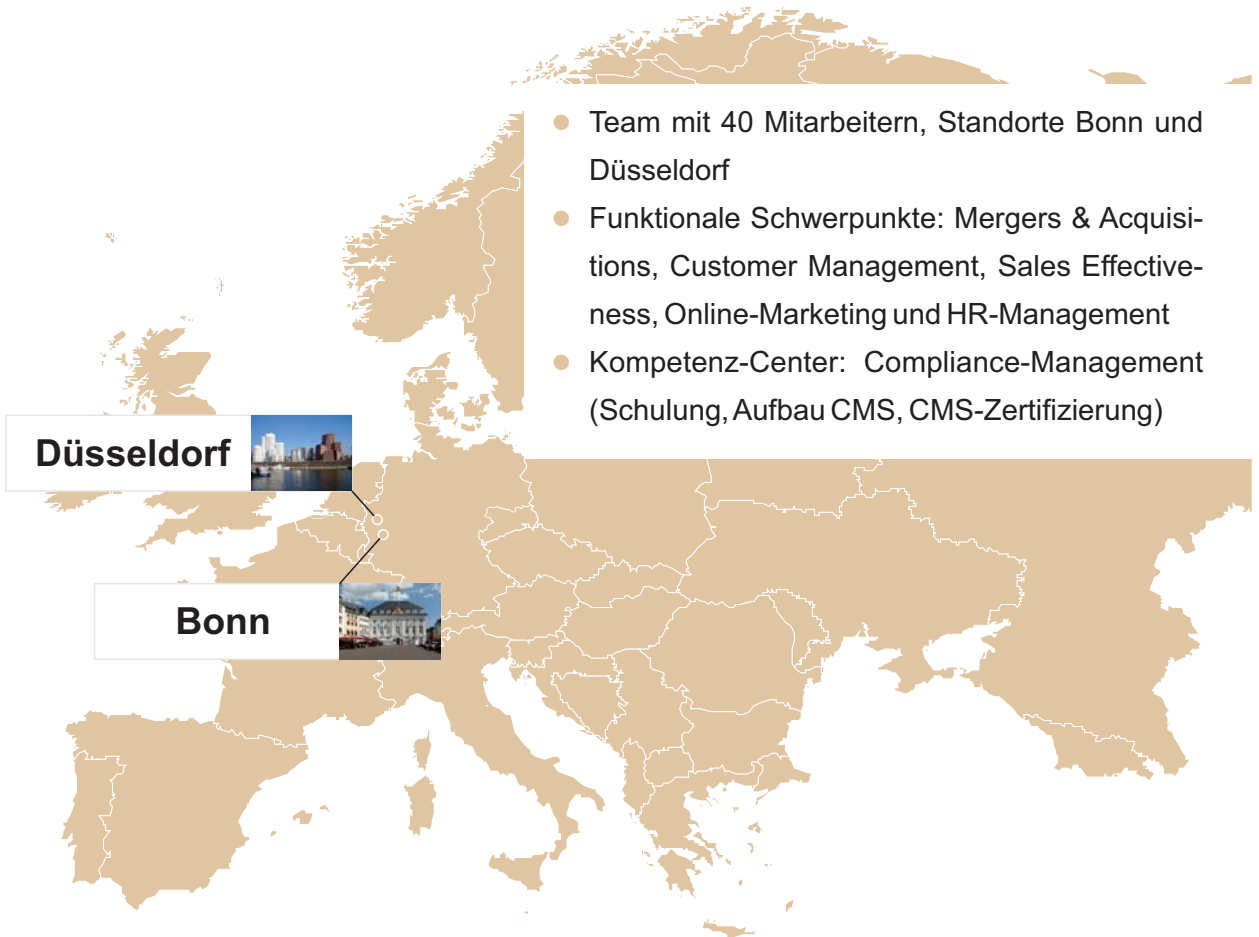 Team mit 40 Mitarbeitern, Standorte Bonn und
Düsseldorf
Funktionale Schwerpunkte: Mergers & Acquisi-
tions, Customer Management, Sales Effective-
ness, Online-Marketing und HR-Management
Kompetenz-Center: Compliance-Management
(Schulung, Aufbau CMS, CMS-Zertifizierung)
Düsseldorf
Bonn